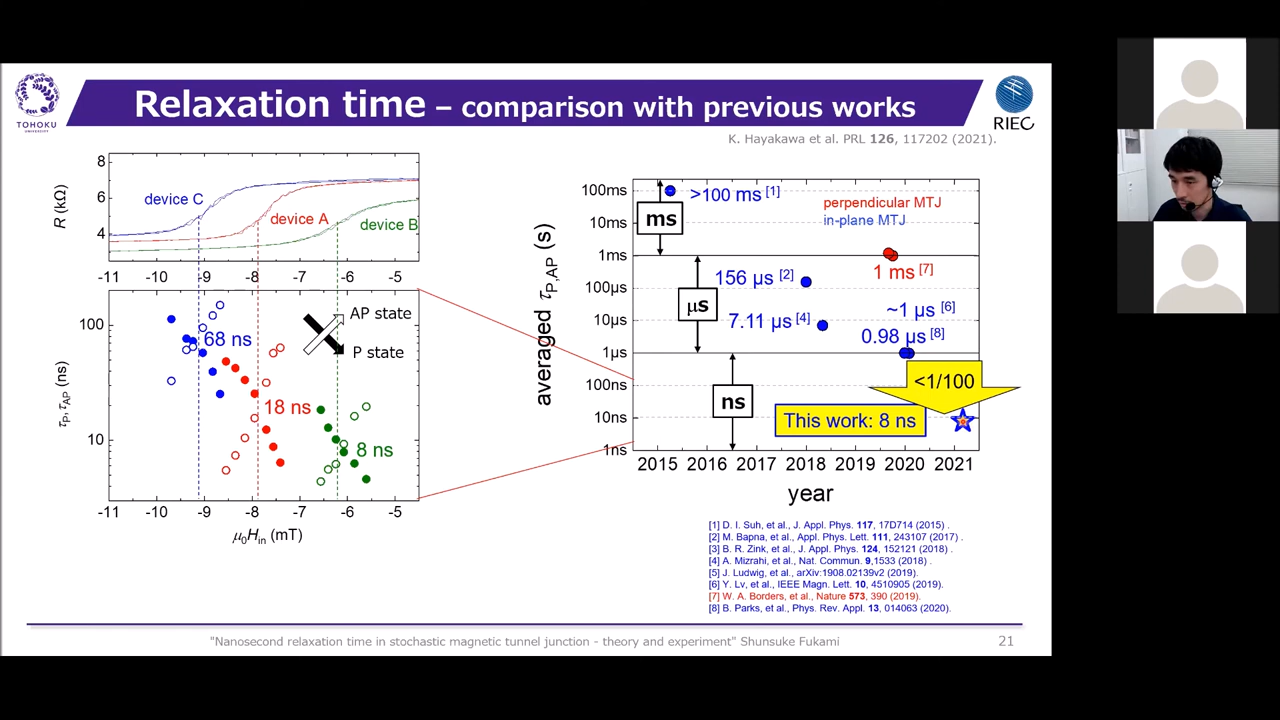 Relaxation time – comparison with previous works
TOHOKU
UNIVERSITY
RIEC
K. Hayakawa et al. PRL 126, 117202 (2021).
8
6
4
R (kΩ)
device C
device A
device B
-11 -10 -9 -8 -7 -6 -5
100
10
τP, τAP (ns)
68 ns
18 ns
8 ns
AP state
P state
-11 -10 -9 -8 -7 -6 -5
μ0Hin (mT)
averaged τP,AP (s)
100ms
10ms
1ms
100μs
10μs
1μs
100ns
10ns
1ns
ms
μs
ns
>100 ms [1]
perpendicular MTJ
in-plane MTJ
156 μs [2]
1 ms [7]
7.11 μs [4]
~1 μs [6]
0.98 μs [8]
<1/100
This work: 8 ns
2015 2016 2017 2018 2019 2020 2021
year
[1] D. I. Suh, et al., J. Appl. Phys. 117, 17D714 (2015) .
[2] M. Bapna, et al., Appl. Phys. Lett. 111, 243107 (2017) .
[3] B. R. Zink, et al., J. Appl. Phys. 124, 152121 (2018) .
[4] A. Mizrahi, et al., Nat. Commun. 9,1533 (2018) .
[5] J. Ludwig, et al., arXiv:1908.02139v2 (2019).
[6] Y. Lv, et al., IEEE Magn. Lett. 10, 4510905 (2019).
[7] W. A. Borders, et al., Nature 573, 390 (2019).
[8] B. Parks, et al., Phys. Rev. Appl. 13, 014063 (2020).
"Nanosecond relaxation time in stochastic magnetic tunnel junction - theory and experiment" Shunsuke Fukami
21